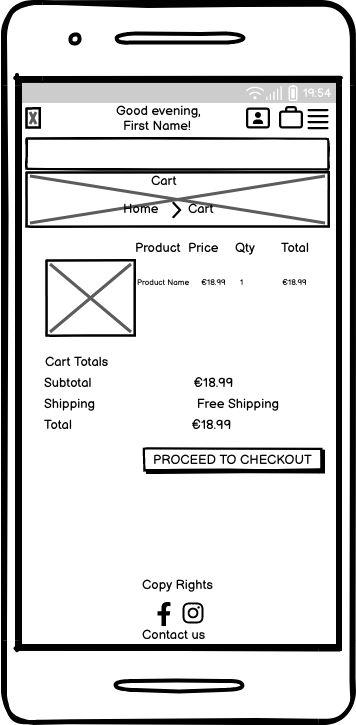 19:54
Good evening,
First Name!
Cart
Home > Cart
Product Price Qty Total
Product Name €18.99 1 €18.99
Cart Totals
Subtotal €18.99
Shipping Free Shipping
Total €18.99
PROCEED TO CHECKOUT
Copy Rights
Contact us